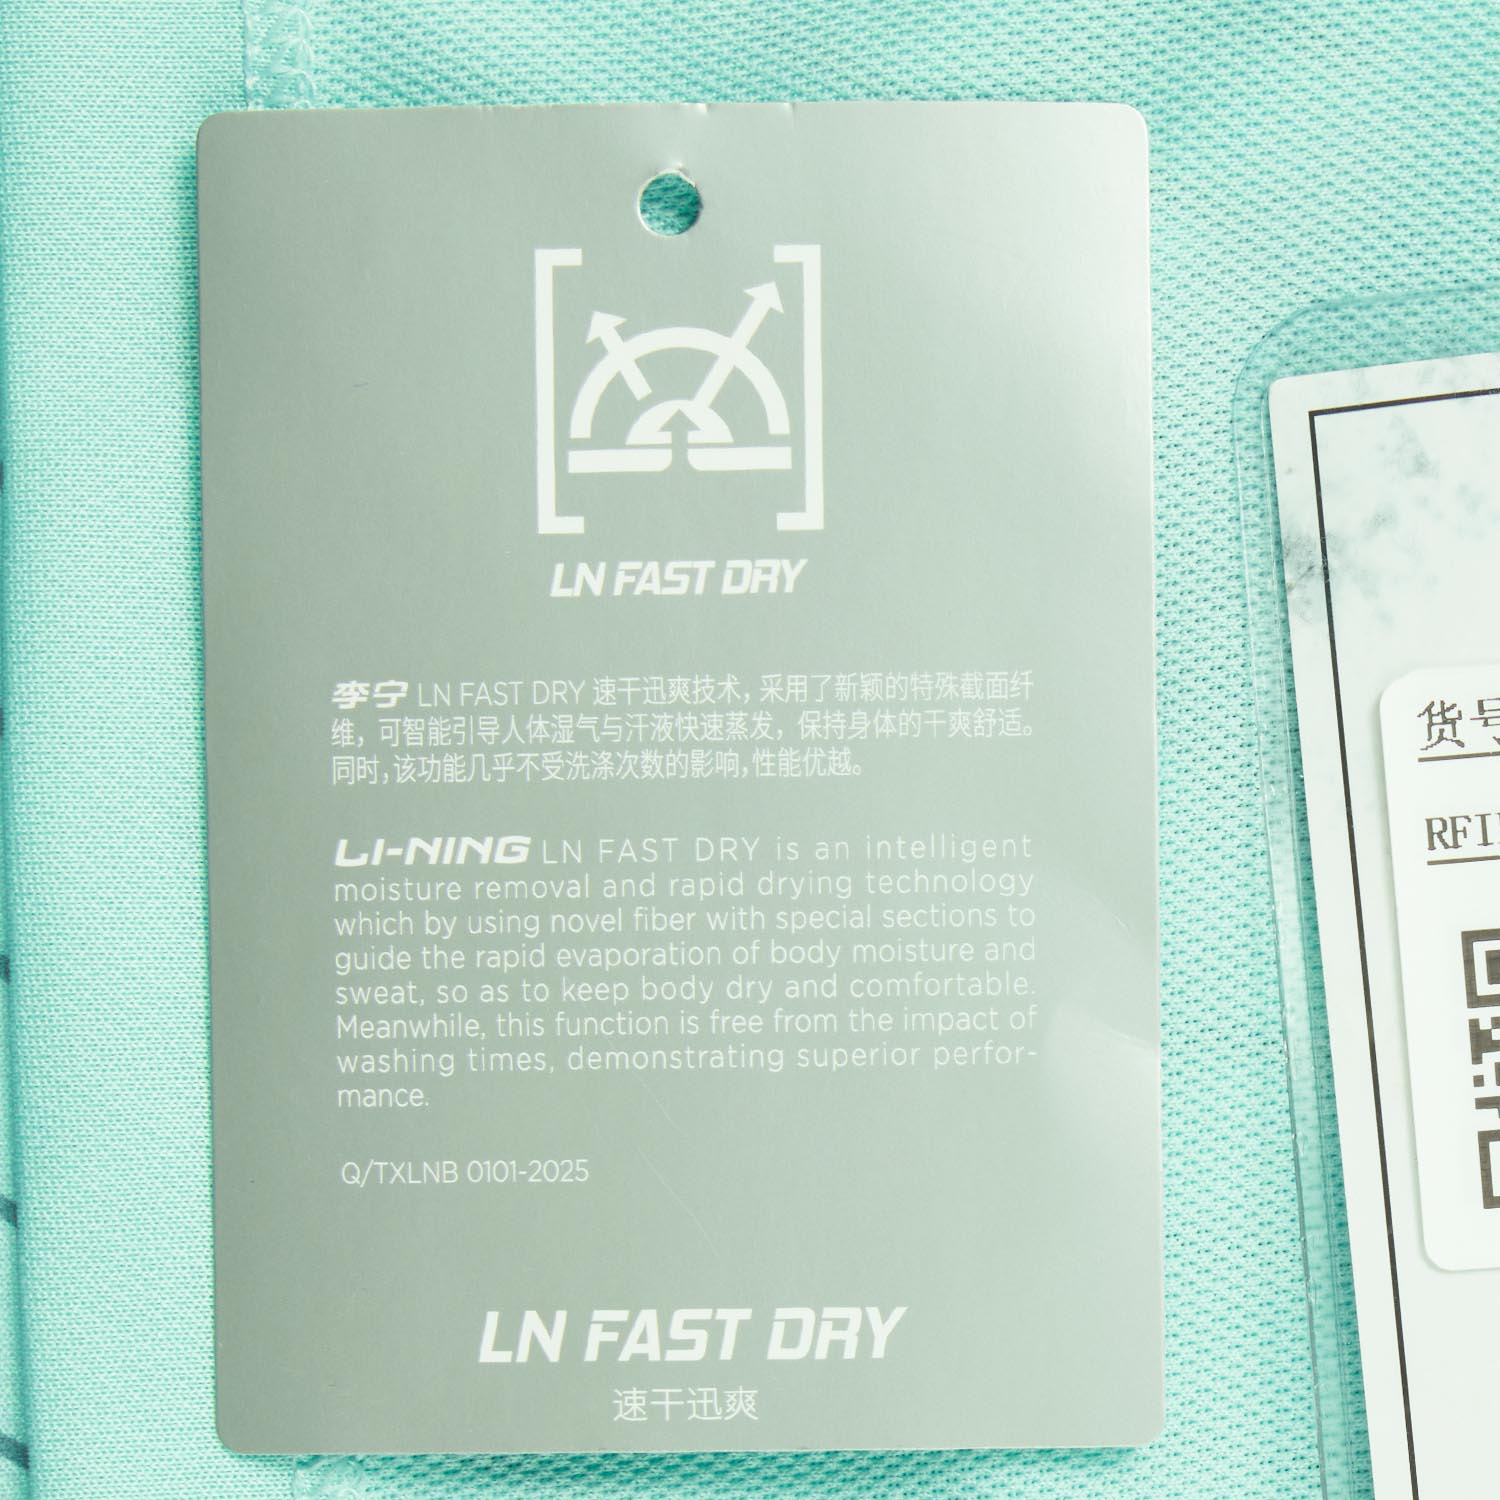 LN FAST DRY
李宁 LN FAST DRY 速干迅爽技术，采用了新颖的特殊截面纤
维，可智能引导人体湿气与汗液快速蒸发，保持身体的干爽舒适。
同时，该功能几乎不受洗涤次数的影响，性能优越。
LI-NING LN FAST DRY is an intelligent
moisture removal and rapid drying technology
which by using novel fiber with special sections to
guide the rapid evaporation of body moisture and
sweat, so as to keep body dry and comfortable.
Meanwhile, this function is free from the impact of
washing times, demonstrating superior perfor-
mance.
Q/TXLNB 0101-2025
LN FAST DRY
速干迅爽
货号